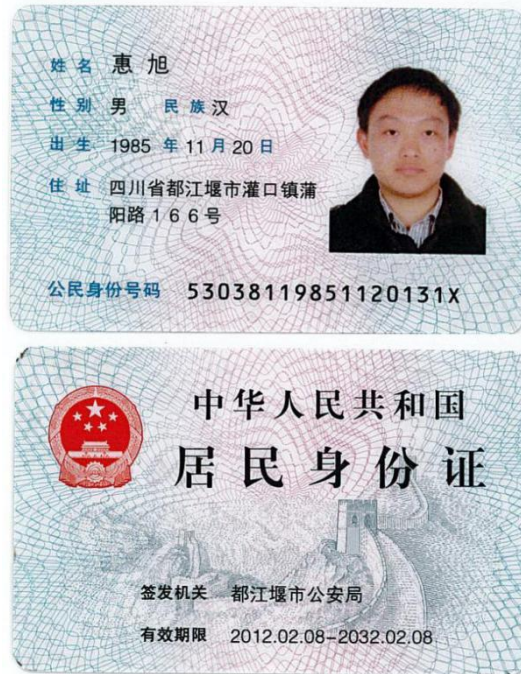 姓名 惠旭
性别 男 民族 汉
出生 1985 年 11 月 20 日
住址 四川省都江堰市灌口镇蒲
阳路166号
公民身份号码 53038119851120131X
中华人民共和国
居民身份证
签发机关 都江堰市公安局
有效期限 2012.02.08-2032.02.08